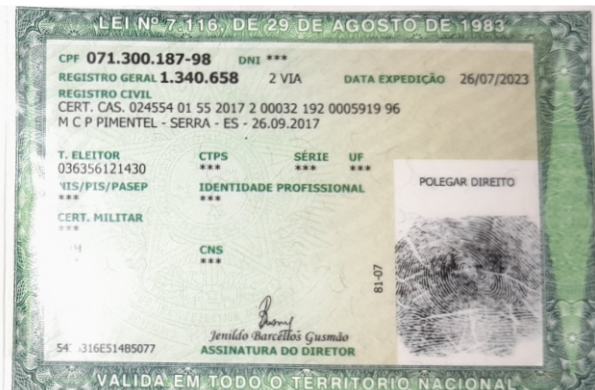 LEI Nº 7.116, DE 29 DE AGOSTO DE 1983
CPF 071.300.187-98 DNI ***
REGISTRO GERAL 1.340.658 2 VIA DATA EXPEDIÇÃO 26/07/2023
REGISTRO CIVIL
CERT. CAS. 024554 01 55 2017 2 00032 192 0005919 96
M C P PIMENTEL - SERRA - ES - 26.09.2017
T. ELEITOR CTPS SÉRIE UF
036356121430 *** *** ***
NIS/PIS/PASEP IDENTIDADE PROFISSIONAL
*** ***
CERT. MILITAR
***
CNS
***
POLEGAR DIREITO
81-07
Jenildo Barcellos Gusmão
316E514B5077 ASSINATURA DO DIRETOR
VALIDA EM TODO O TERRITÓRIO NACIONAL